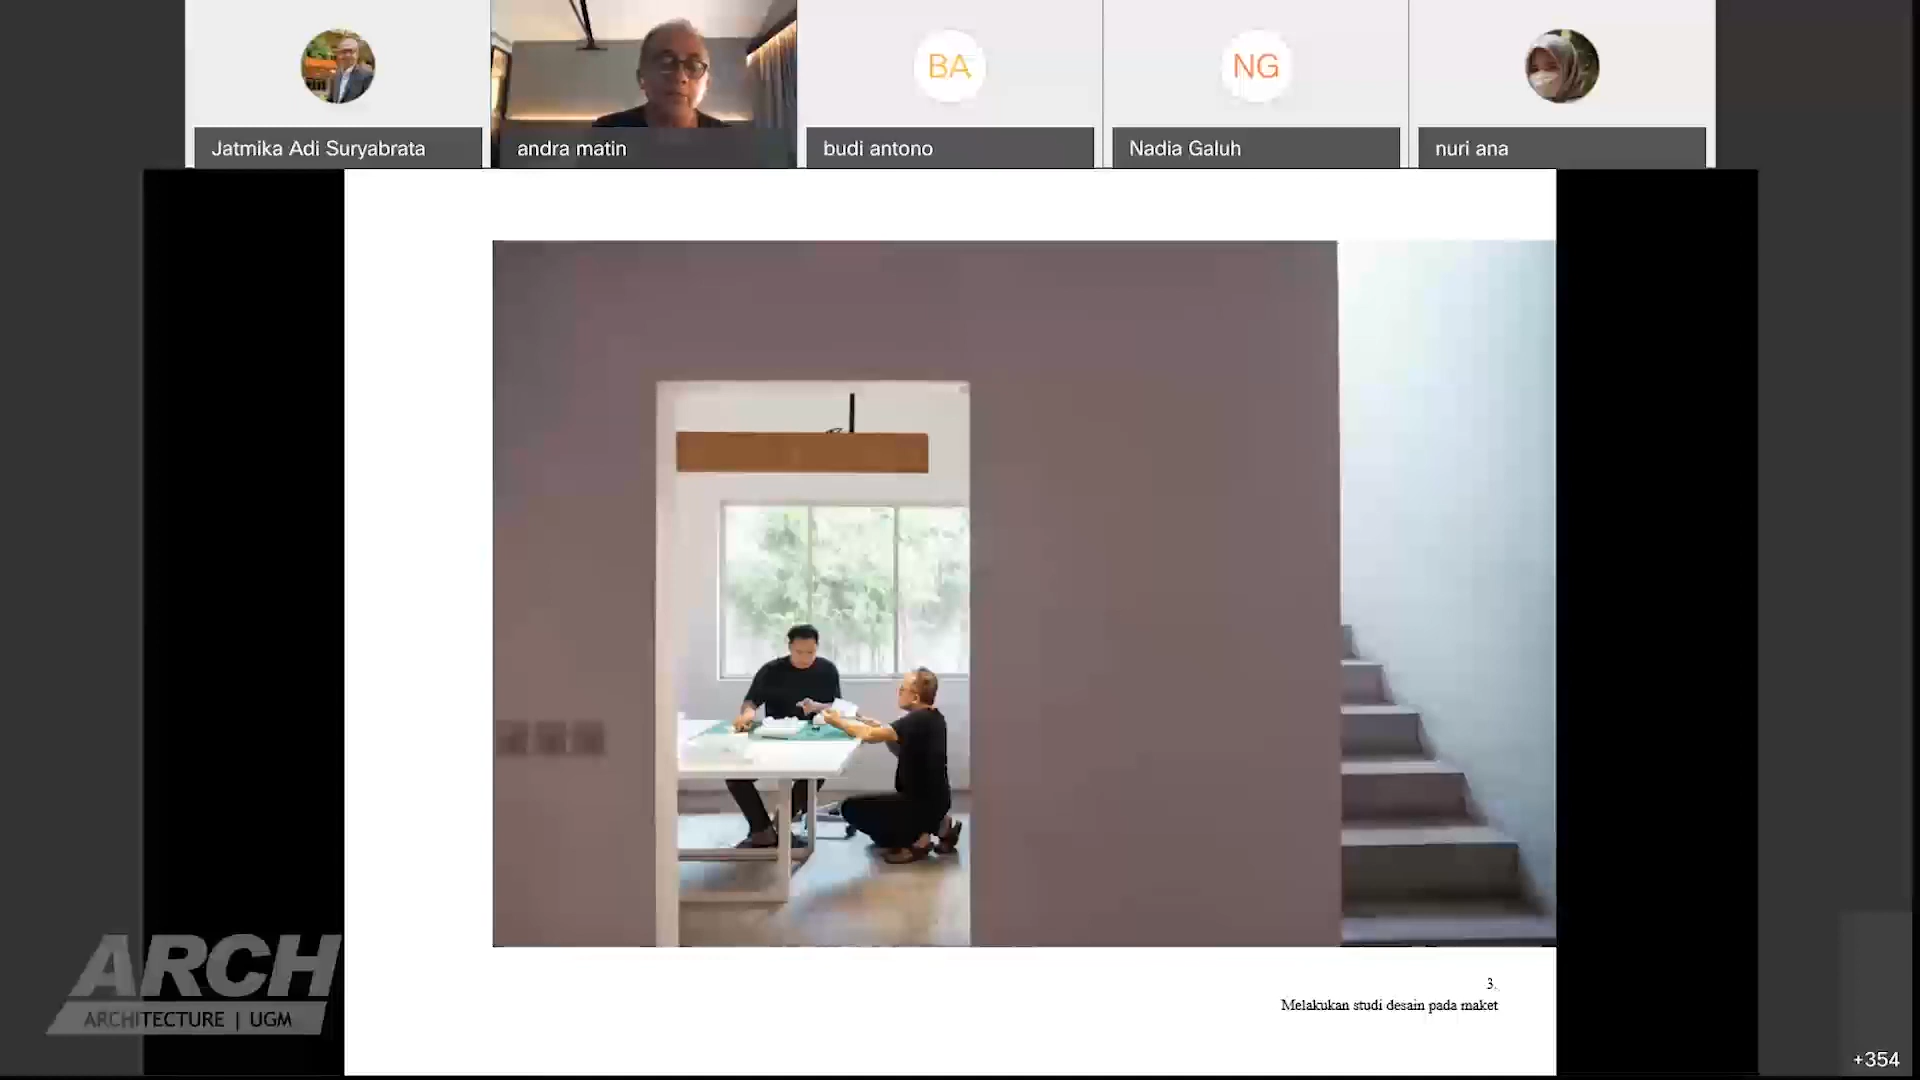 BA
NG
Jatmika Adi Suryabrata
andra matin
budi antono
Nadia Galuh
nuri ana
3.
Melakukan studi desain pada maket
ARCH
ARCHITECTURE | UGM
+354